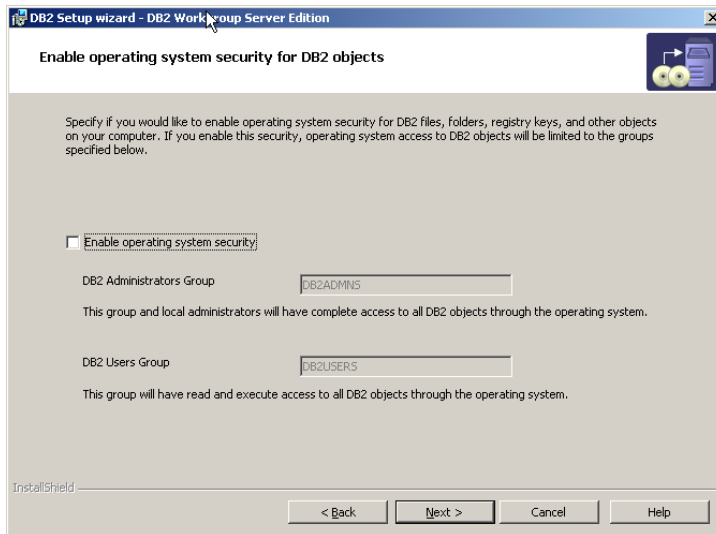 DB2 Setup wizard - DB2 Workgroup Server Edition
Enable operating system security for DB2 objects
Specify if you would like to enable operating system security for DB2 files, folders, registry keys, and other objects
on your computer. If you enable this security, operating system access to DB2 objects will be limited to the groups
specified below.
Enable operating system security
DB2 Administrators Group
DB2ADMNS
This group and local administrators will have complete access to all DB2 objects through the operating system.
DB2 Users Group
DB2USERS
This group will have read and execute access to all DB2 objects through the operating system.
InstallShield
< Back
Next >
Cancel
Help